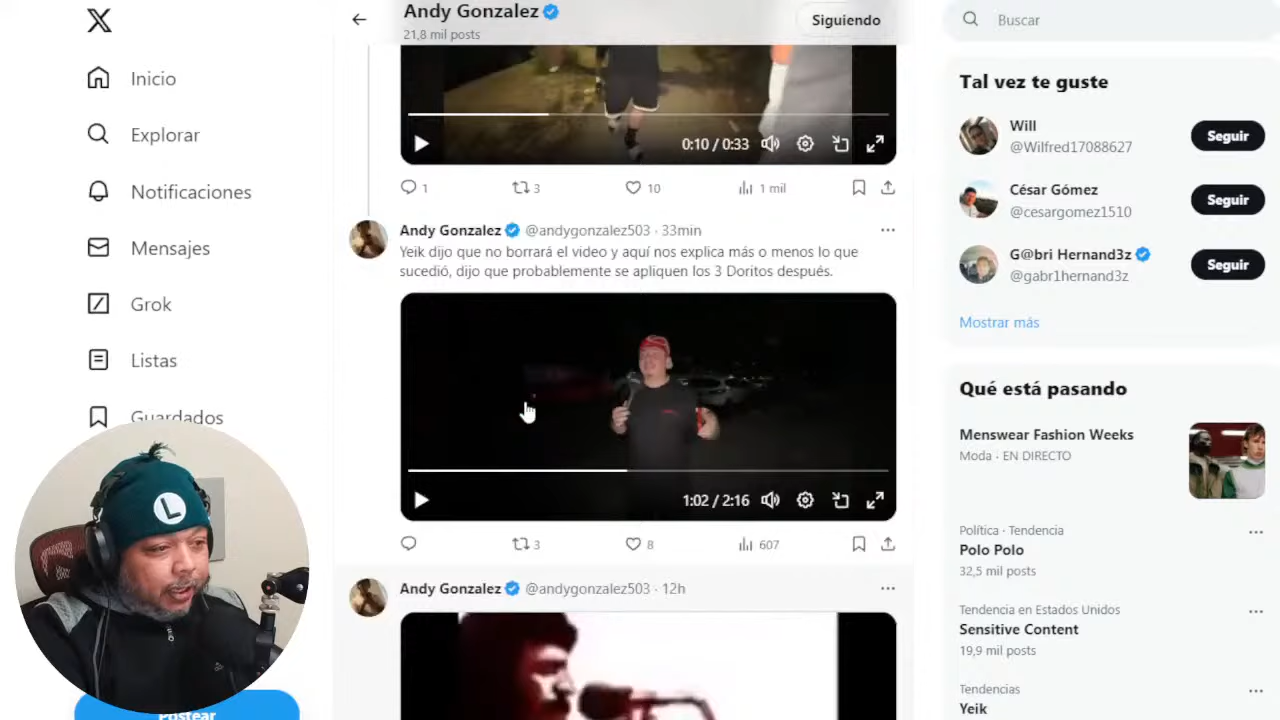 Andy Gonzalez
21,8 mil posts
Siguiendo
Buscar
Inicio
Explorar
Notificaciones
Mensajes
Grok
Listas
Guardados
Postear
0:10 / 0:33
1
3
10
1 mil
Andy Gonzalez @andygonzalez503 · 33min
Yeik dijo que no borrará el video y aquí nos explica más o menos lo que
sucedió, dijo que probablemente se apliquen los 3 Doritos después.
1:02 / 2:16
3
8
607
Andy Gonzalez @andygonzalez503 · 12h
Tal vez te guste
Will
@Wilfred17088627
Seguir
César Gómez
@cesargomez1510
Seguir
G@bri Hernand3z
@gabr1hernand3z
Seguir
Mostrar más
Qué está pasando
Menswear Fashion Weeks
Moda · EN DIRECTO
Política · Tendencia
Polo Polo
32,5 mil posts
Tendencia en Estados Unidos
Sensitive Content
19,9 mil posts
Tendencias
Yeik
L